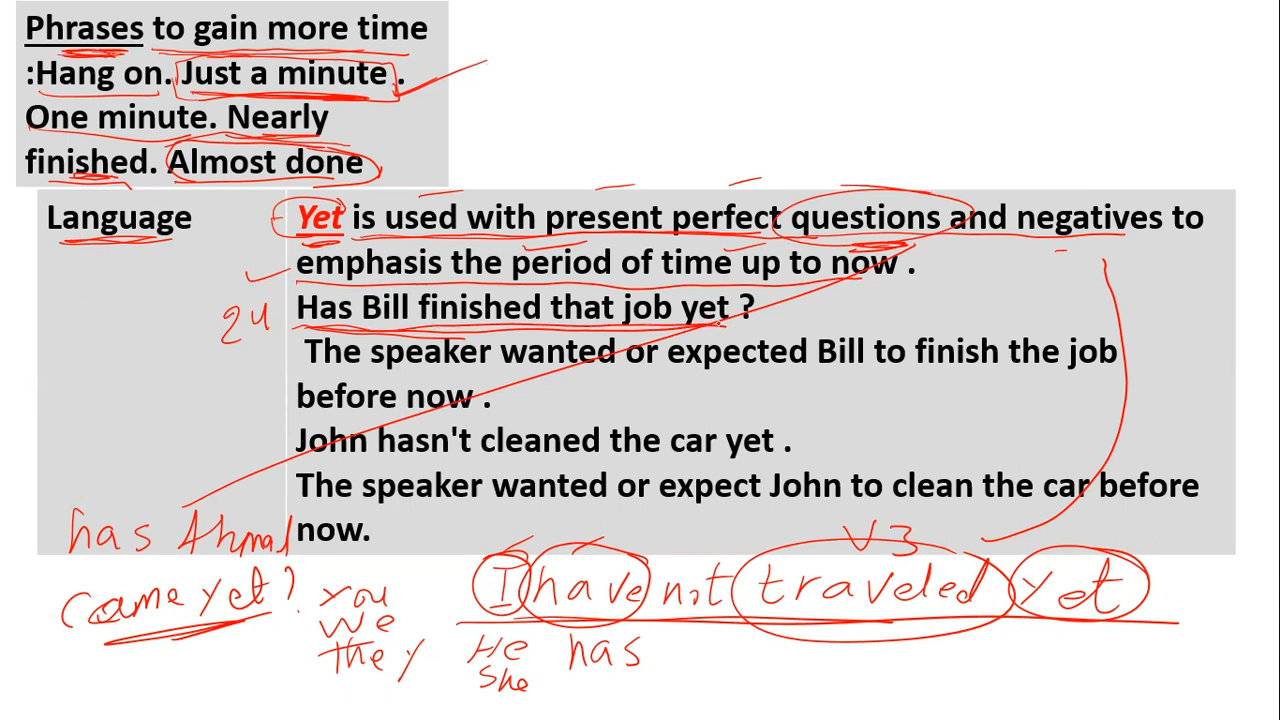 Phrases to gain more time
:Hang on. Just a minute .
One minute. Nearly
finished. Almost done
Language
Yet is used with present perfect questions and negatives to
emphasis the period of time up to now .
Has Bill finished that job yet ?
The speaker wanted or expected Bill to finish the job
before now .
John hasn't cleaned the car yet .
The speaker wanted or expect John to clean the car before
now.
24
has Ahmad
came yet?
V3
I have not traveled yet
You
We
they
He has
She